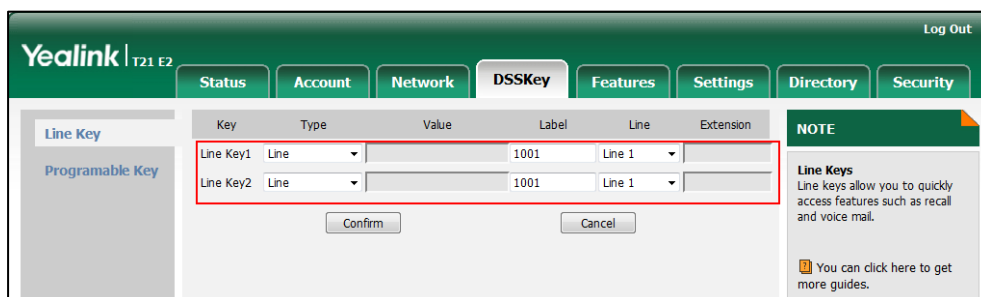 Log Out
Yealink | T21 E2
Status Account Network DSSKey Features Settings Directory Security
Line Key
Programable Key
Key Type Value Label Line Extension
Line Key1 Line 1001 Line 1
Line Key2 Line 1001 Line 1
Confirm Cancel
NOTE
Line Keys
Line keys allow you to quickly
access features such as recall
and voice mail.
You can click here to get
more guides.